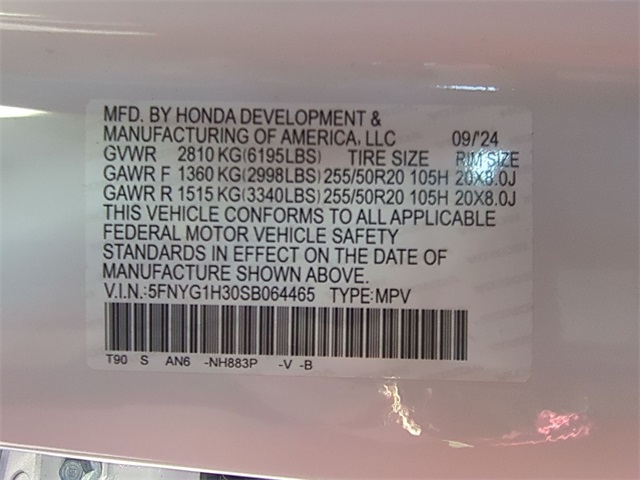 MFD. BY HONDA DEVELOPMENT &
MANUFACTURING OF AMERICA, LLC 09/'24
GVWR 2810 KG(6195LBS) TIRE SIZE RIM SIZE
GAWR F 1360 KG(2998LBS) 255/50R20 105H 20X8.0J
GAWR R 1515 KG(3340LBS) 255/50R20 105H 20X8.0J
THIS VEHICLE CONFORMS TO ALL APPLICABLE
FEDERAL MOTOR VEHICLE SAFETY
STANDARDS IN EFFECT ON THE DATE OF
MANUFACTURE SHOWN ABOVE.
V.I.N.:5FNYG1H30SB064465 TYPE:MPV
T90 S AN6 -NH883P -V -B